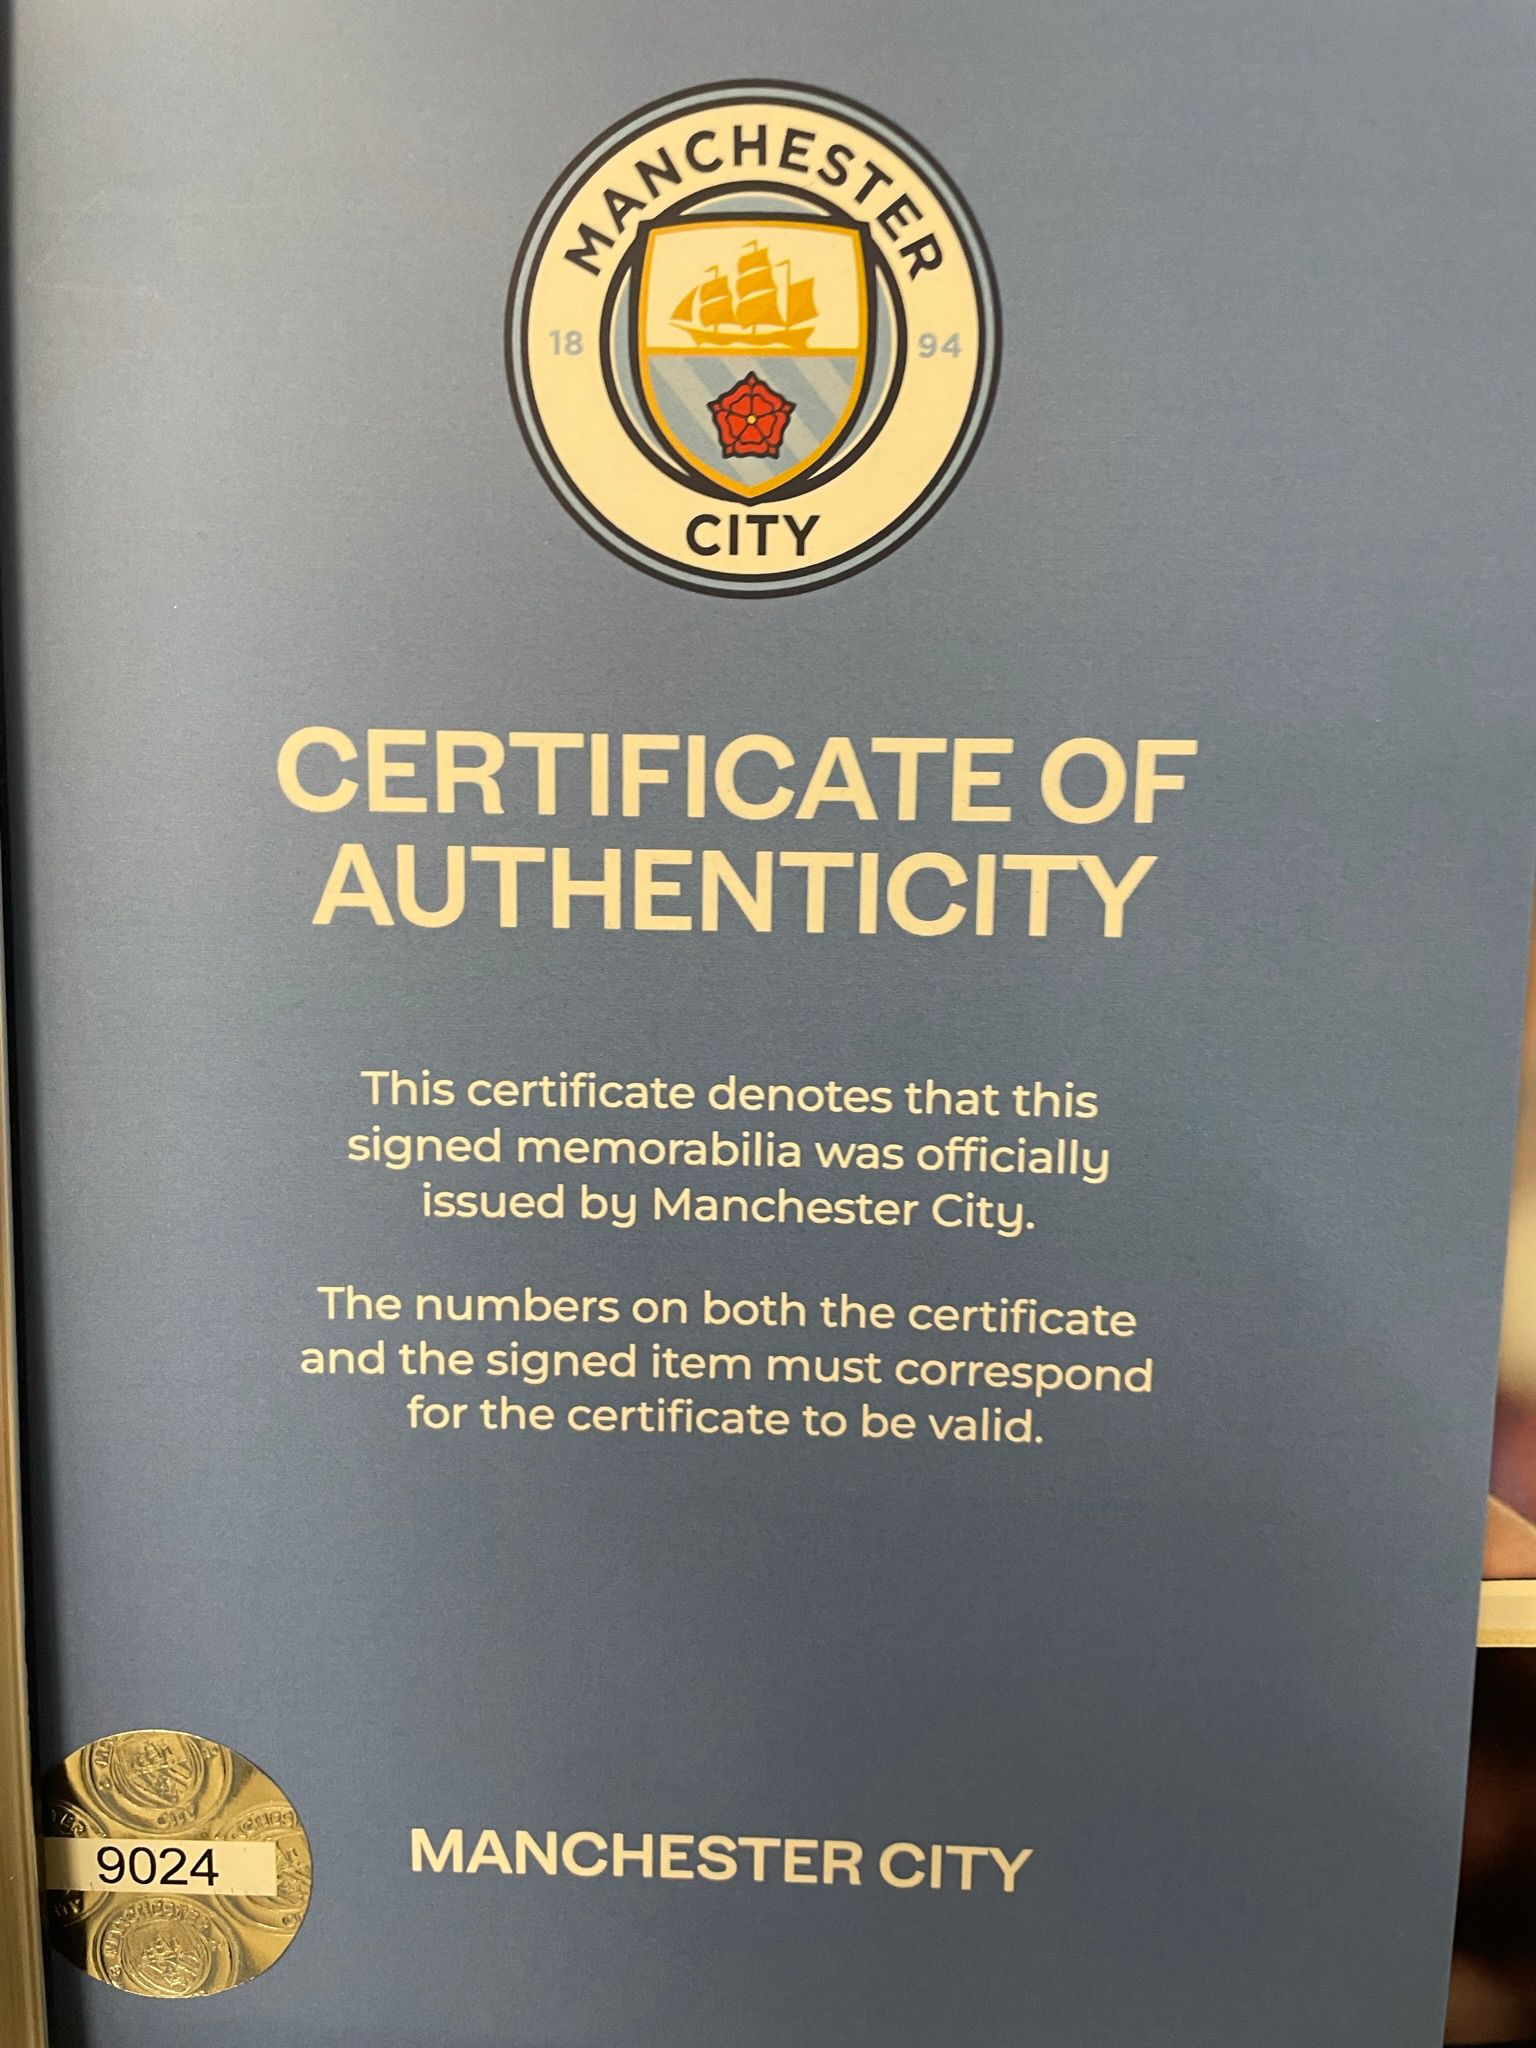 MANCHESTER
18 94
CITY
CERTIFICATE OF
AUTHENTICITY
This certificate denotes that this
signed memorabilia was officially
issued by Manchester City.
The numbers on both the certificate
and the signed item must correspond
for the certificate to be valid.
CITY
9024
MANCHESTER
MANCHESTER CITY